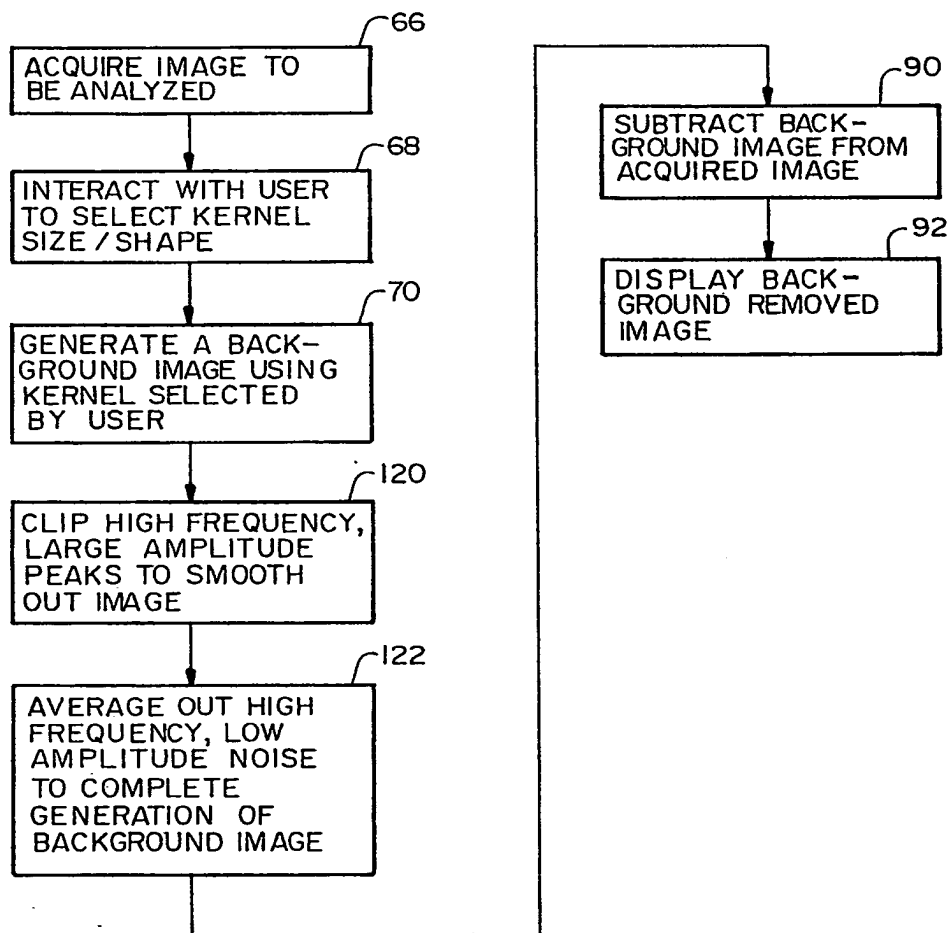 66
ACQUIRE IMAGE TO
BE ANALYZED
68
INTERACT WITH USER
TO SELECT KERNEL
SIZE / SHAPE
70
GENERATE A BACK-
GROUND IMAGE USING
KERNEL SELECTED
BY USER
120
CLIP HIGH FREQUENCY,
LARGE AMPLITUDE
PEAKS TO SMOOTH
OUT IMAGE
122
AVERAGE OUT HIGH
FREQUENCY, LOW
AMPLITUDE NOISE
TO COMPLETE
GENERATION OF
BACKGROUND IMAGE
90
SUBTRACT BACK-
GROUND IMAGE FROM
ACQUIRED IMAGE
92
DISPLAY BACK-
GROUND REMOVED
IMAGE